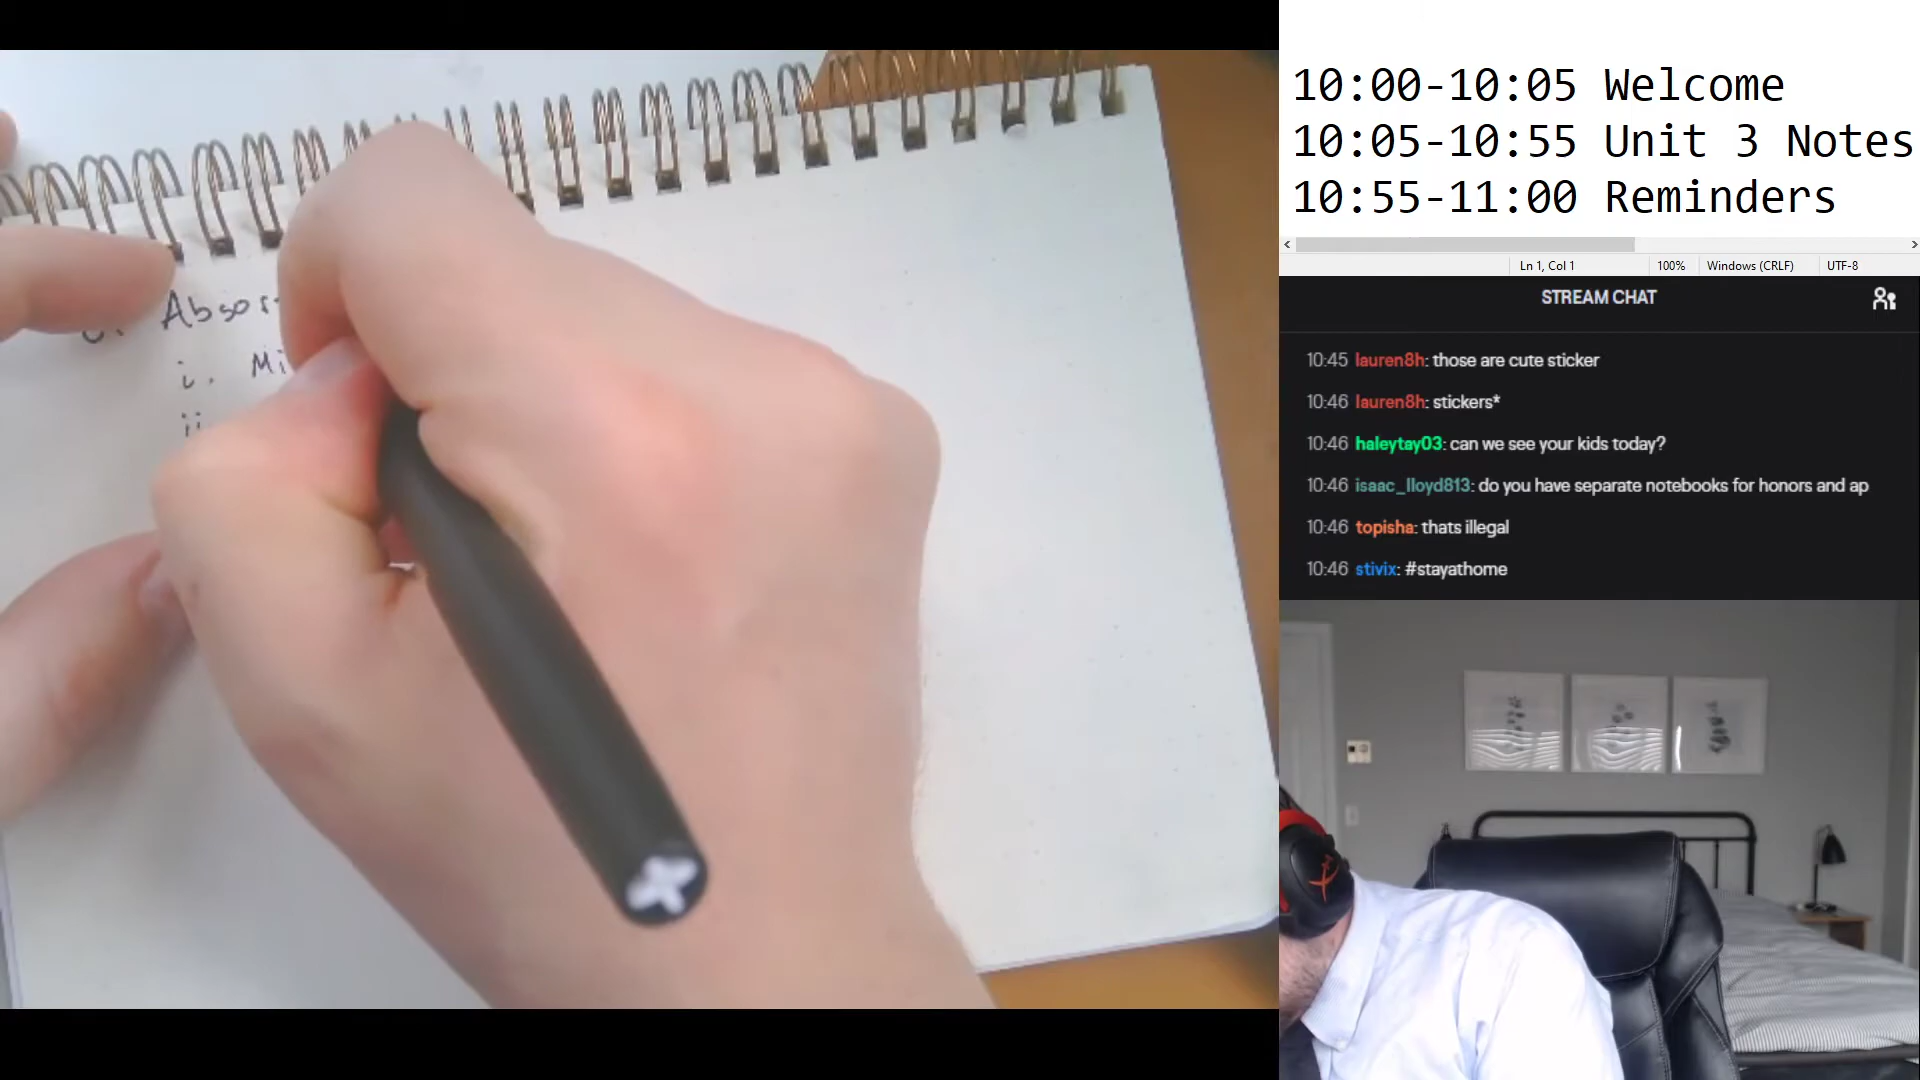 10:00-10:05 Welcome
10:05-10:55 Unit 3 Notes
10:55-11:00 Reminders
Ln 1, Col 1
100%
Windows (CRLF)
UTF-8
STREAM CHAT
10:45 lauren8h: those are cute sticker
10:46 lauren8h: stickers*
10:46 haleytay03: can we see your kids today?
10:46 isaac_lloyd813: do you have separate notebooks for honors and ap
10:46 topisha: thats illegal
10:46 stivix: #stayathome
Absor
i. Mi
ii